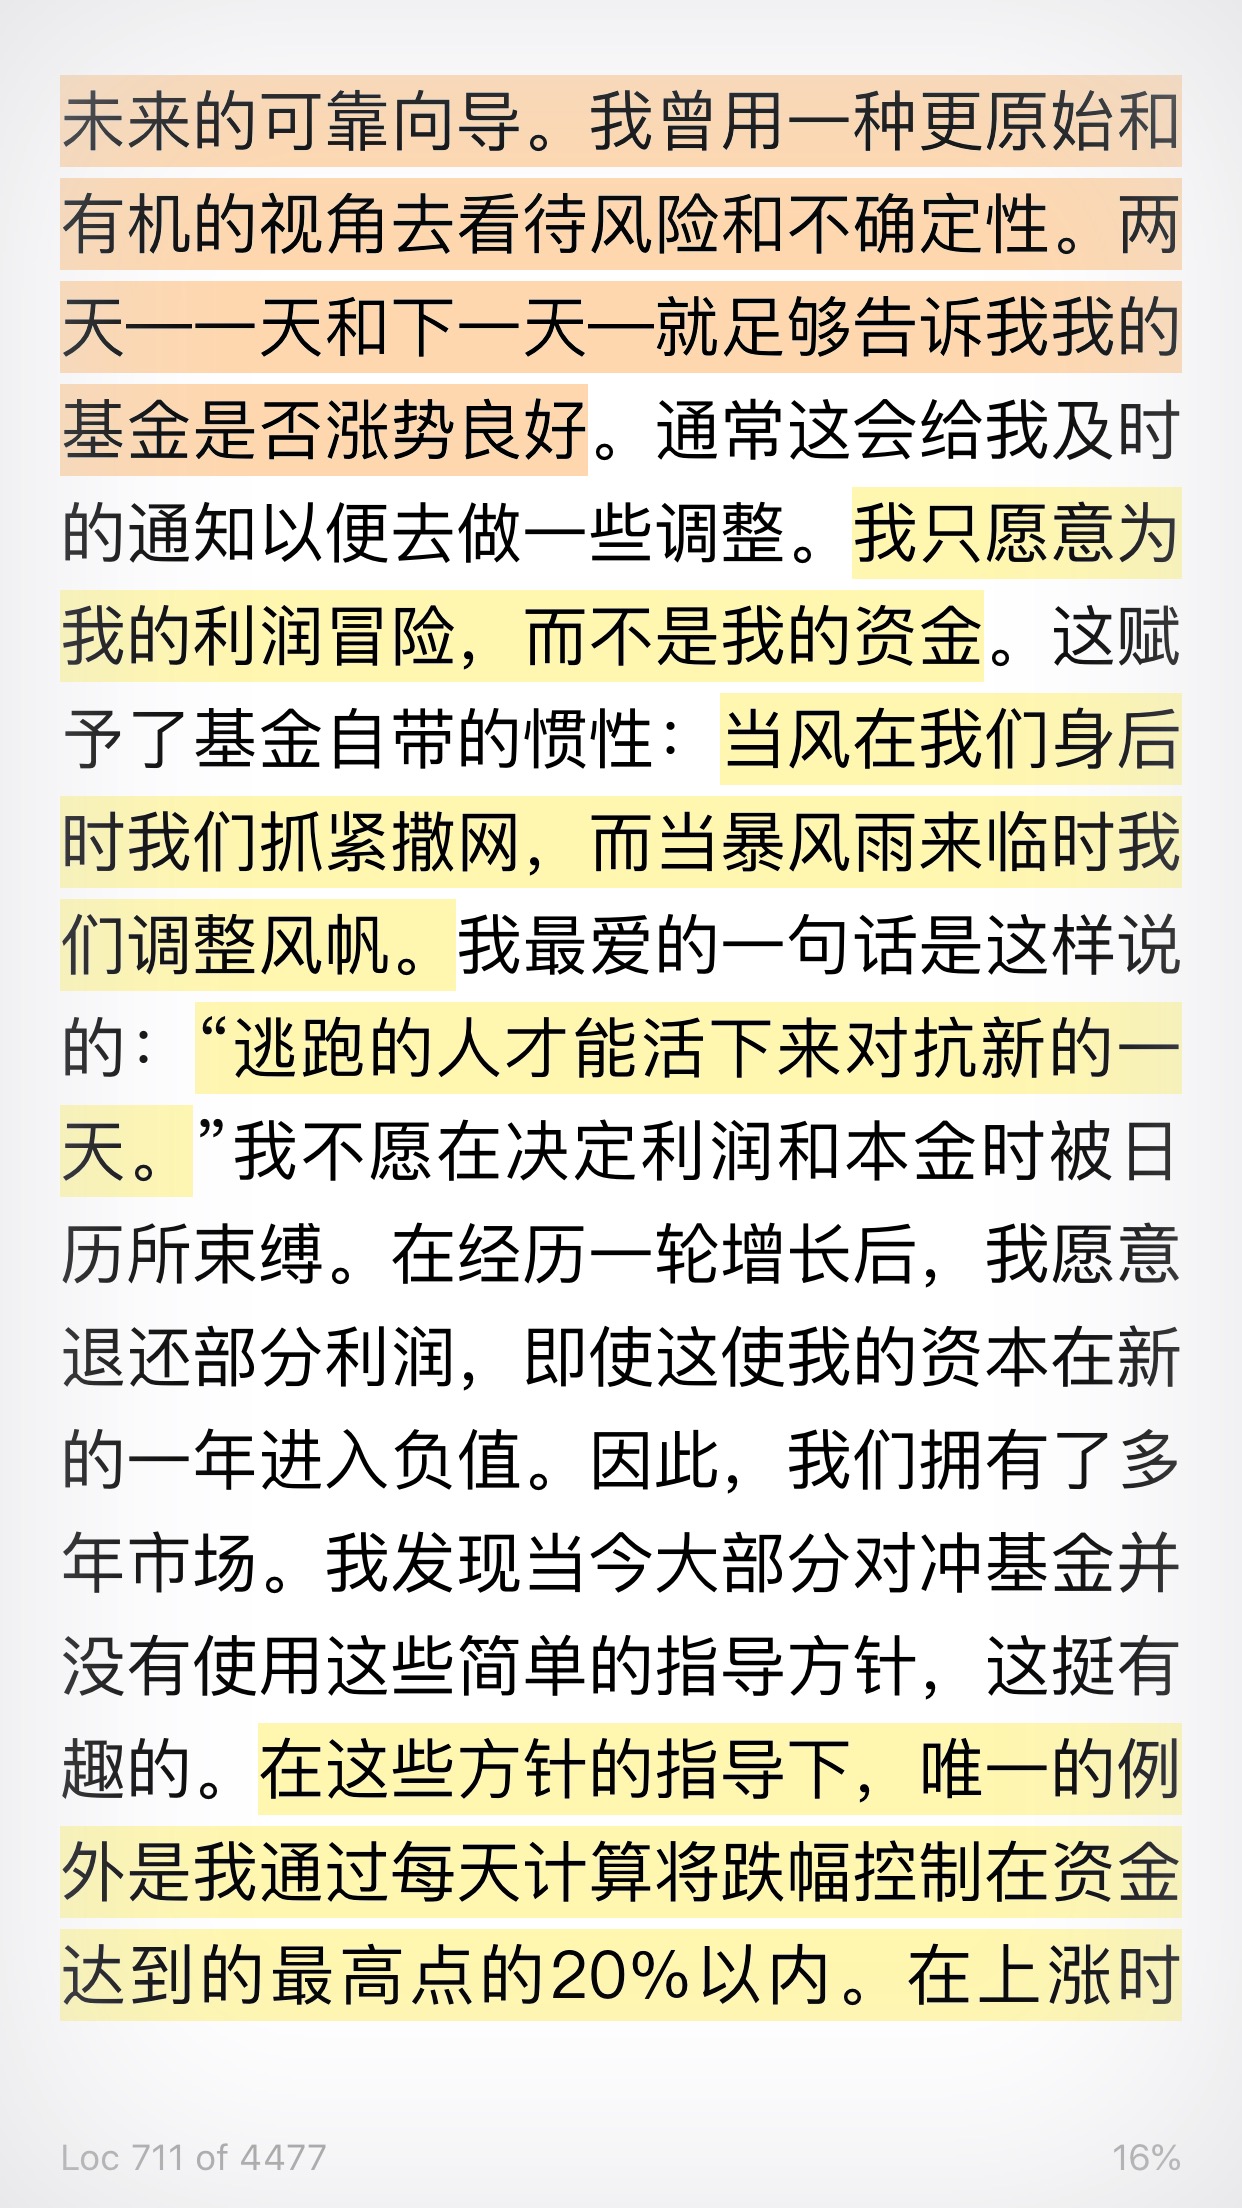 未来的可靠向导。我曾用一种更原始和
有机的视角去看待风险和不确定性。两
天—一天和下一天—就足够告诉我我的
基金是否涨势良好。通常这会给我及时
的通知以便去做一些调整。我只愿意为
我的利润冒险，而不是我的资金。这赋
予了基金自带的惯性：当风在我们身后
时我们抓紧撒网，而当暴风雨来临时我
们调整风帆。我最爱的一句话是这样说
的：“逃跑的人才能活下来对抗新的一
天。”我不愿在决定利润和本金时被日
历所束缚。在经历一轮增长后，我愿意
退还部分利润，即使这使我的资本在新
的一年进入负值。因此，我们拥有了多
年市场。我发现当今大部分对冲基金并
没有使用这些简单的指导方针，这挺有
趣的。在这些方针的指导下，唯一的例
外是我通过每天计算将跌幅控制在资金
达到的最高点的20%以内。在上涨时
Loc 711 of 4477 16%